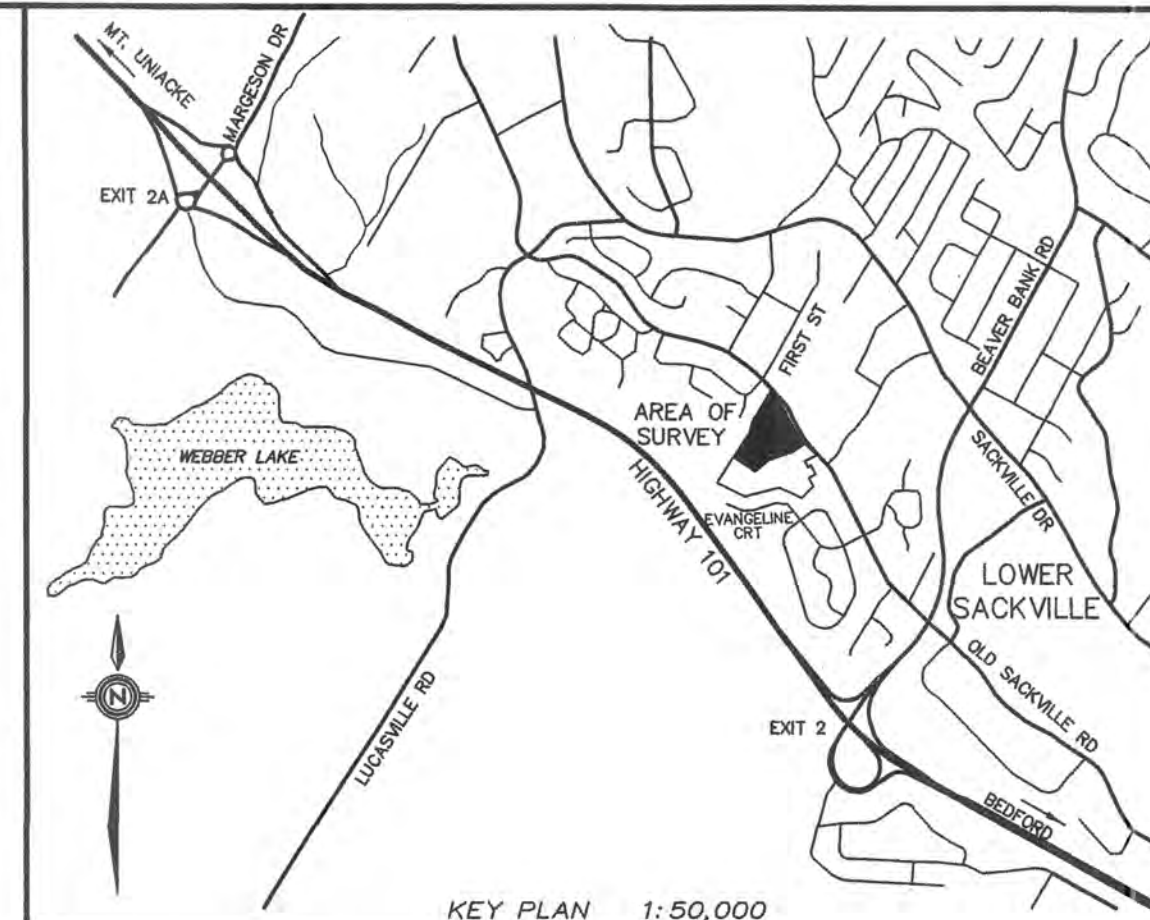 MT. UNIACKE
MARGESON DR
EXIT 2A
WEBBER LAKE
FIRST ST
BEAVER BANK RD
AREA OF
SURVEY
HIGHWAY 101
EVANGELINE
CRT
SACKVILLE DR
LOWER
SACKVILLE
N
LUCASVILLE RD
OLD SACKVILLE RD
EXIT 2
BEDFORD
KEY PLAN 1:50,000